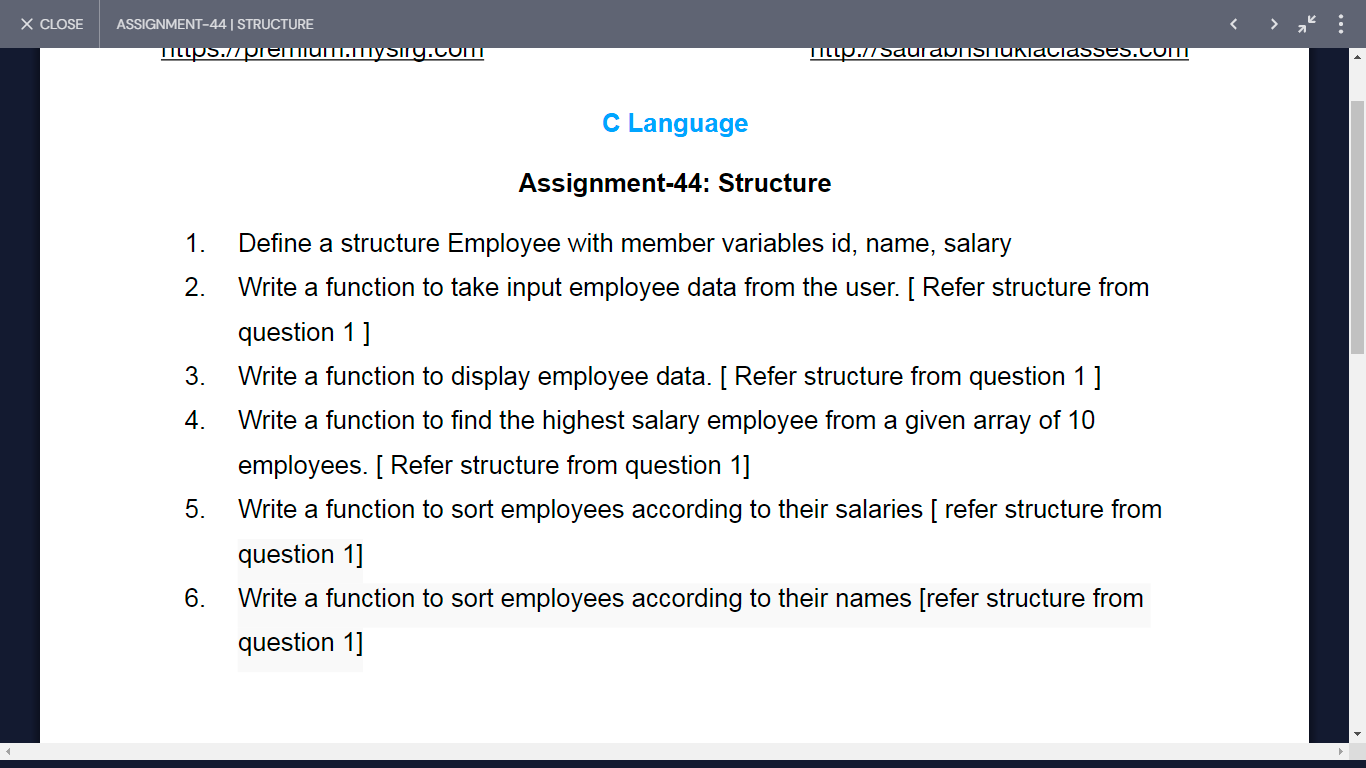 CLOSE ASSIGNMENT-44 | STRUCTURE
https://premium.mysirg.com http://saurabhshuklaclasses.com
C Language
Assignment-44: Structure
1. Define a structure Employee with member variables id, name, salary
2. Write a function to take input employee data from the user. [ Refer structure from
question 1 ]
3. Write a function to display employee data. [ Refer structure from question 1 ]
4. Write a function to find the highest salary employee from a given array of 10
employees. [ Refer structure from question 1]
5. Write a function to sort employees according to their salaries [ refer structure from
question 1]
6. Write a function to sort employees according to their names [refer structure from
question 1]